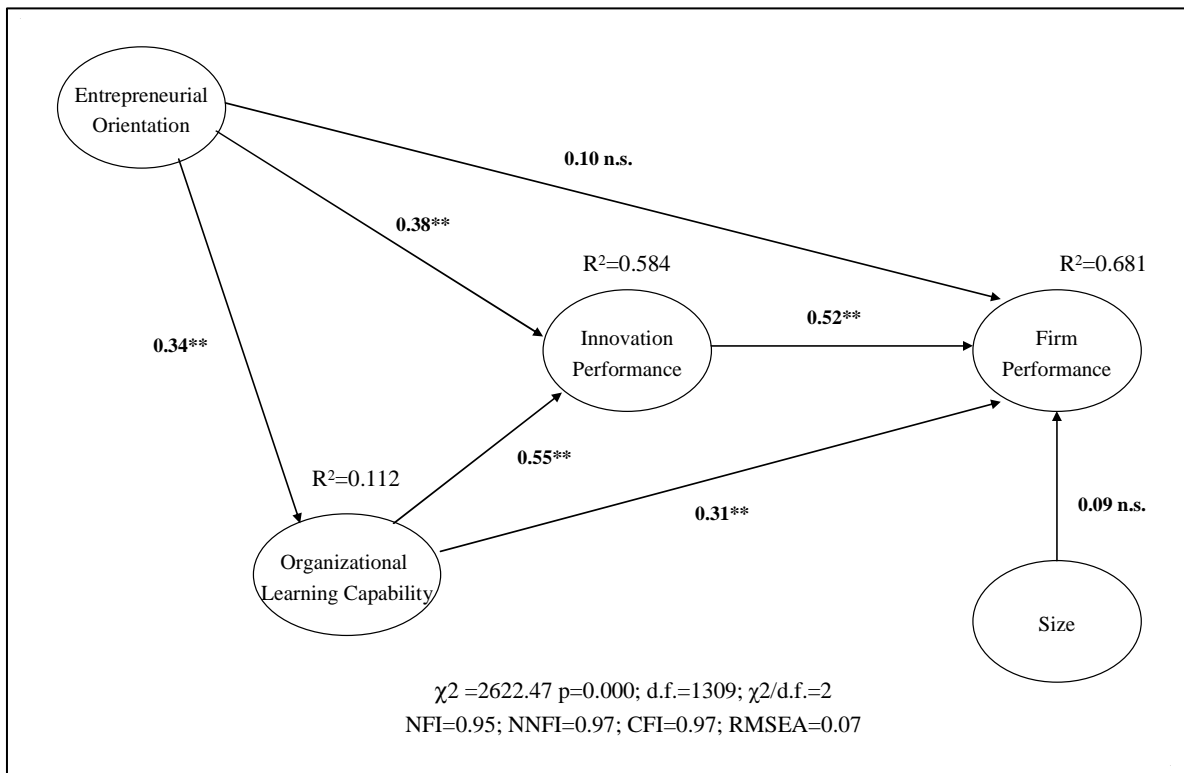 Entrepreneurial
Orientation
0.10 n.s.
0.38**
R²=0.584
R²=0.681
0.52**
0.34**
Innovation
Performance
Firm
Performance
0.55**
R²=0.112
0.31**
0.09 n.s.
Organizational
Learning Capability
Size
χ2 =2622.47 p=0.000; d.f.=1309; χ2/d.f.=2
NFI=0.95; NNFI=0.97; CFI=0.97; RMSEA=0.07